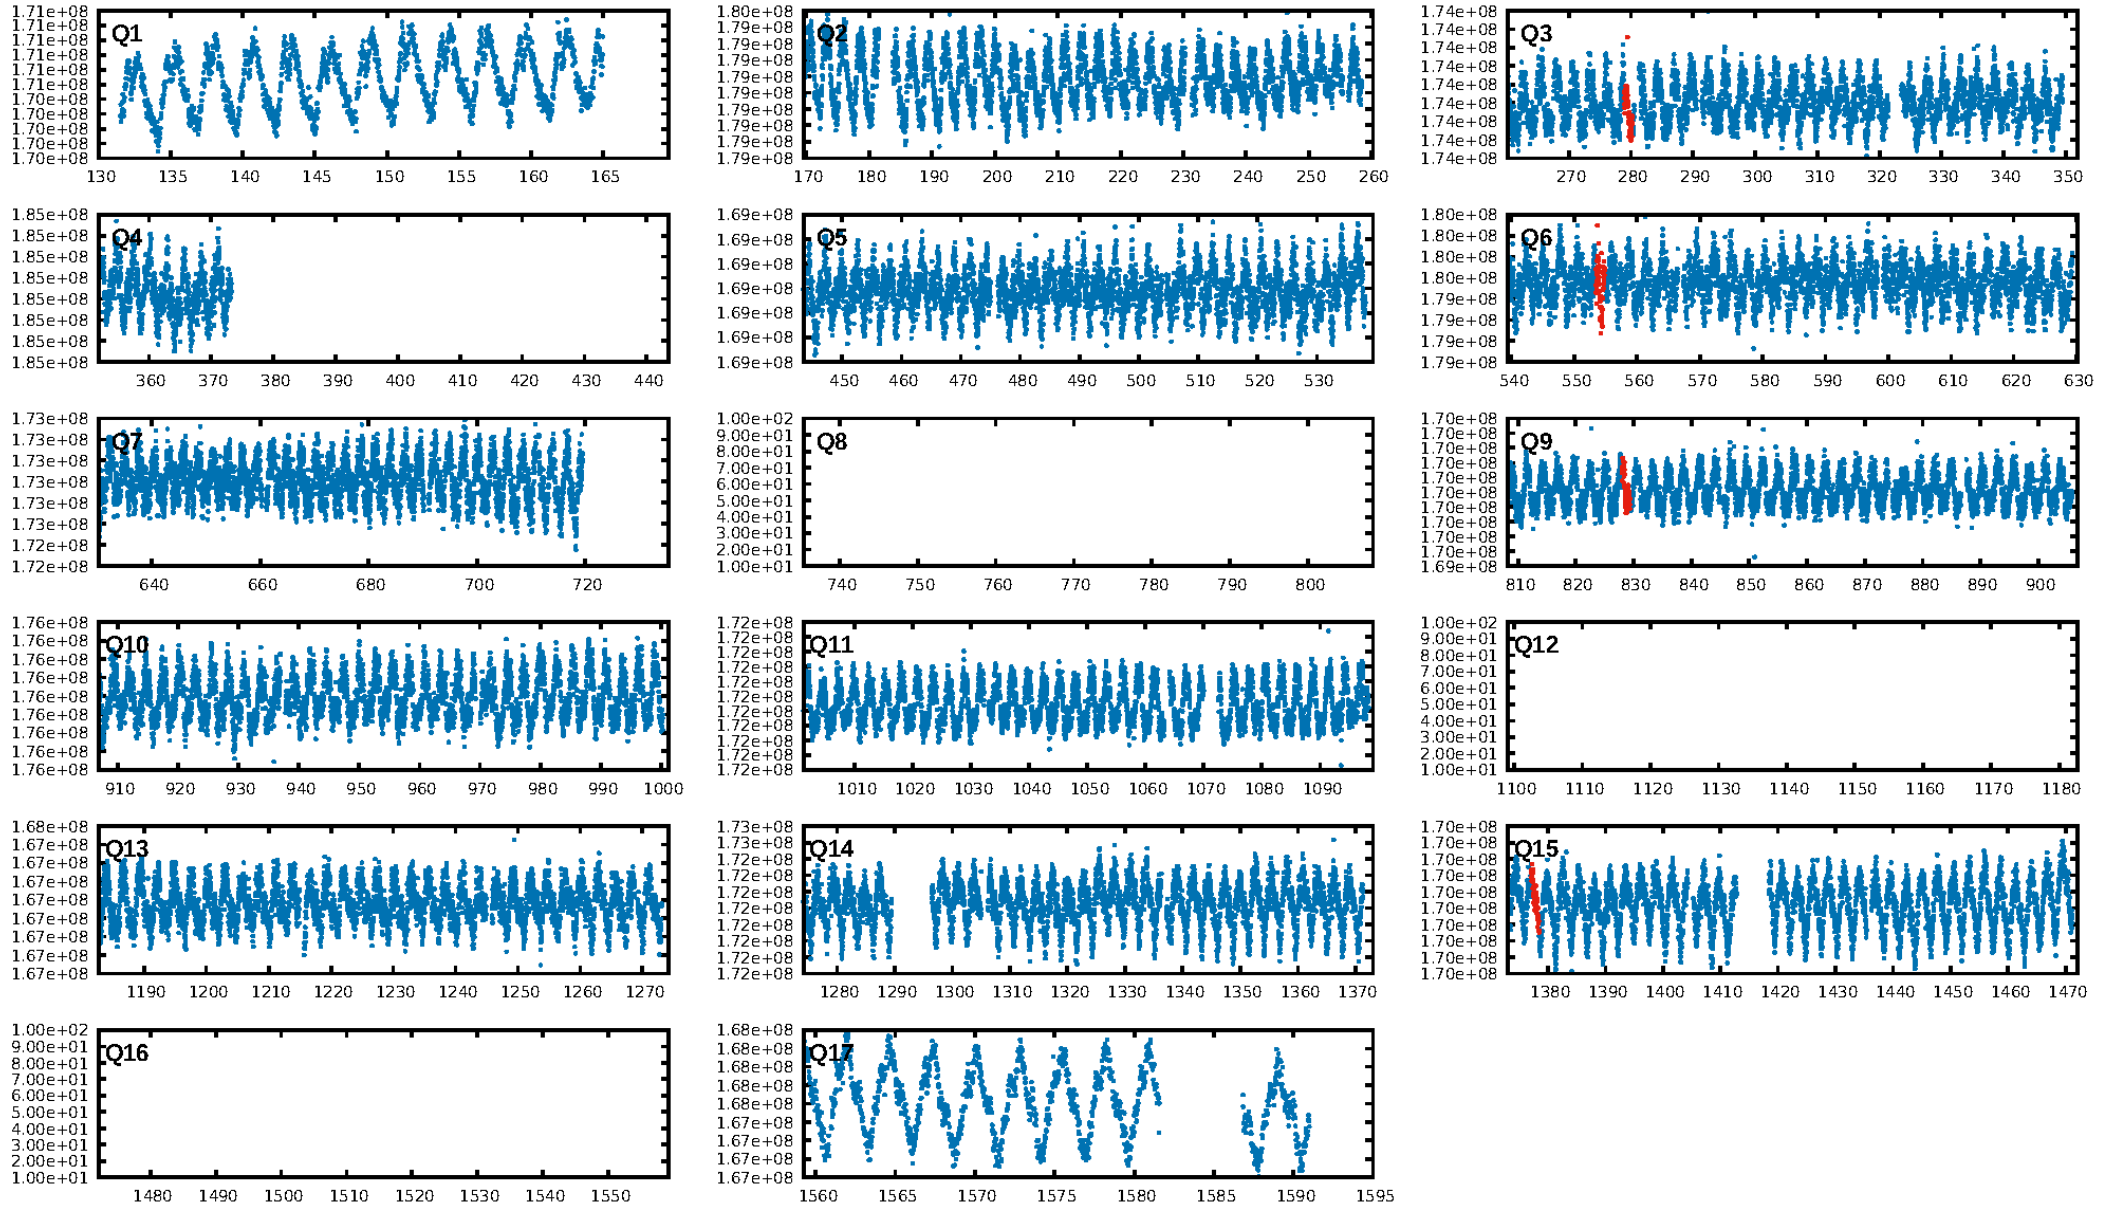 1.71e+08 1.71e+08 1.71e+08 1.71e+08 1.71e+08 1.71e+08 1.70e+08 1.70e+08 1.70e+08 1.70e+08 1.70e+08
Q1
130 135 140 145 150 155 160 165
1.80e+08 1.79e+08 1.79e+08 1.79e+08 1.79e+08 1.79e+08 1.79e+08 1.79e+08 1.79e+08 1.79e+08
Q2
170 180 190 200 210 220 230 240 250 260
1.74e+08 1.74e+08 1.74e+08 1.74e+08 1.74e+08 1.74e+08 1.74e+08 1.74e+08 1.74e+08
Q3
270 280 290 300 310 320 330 340 350
1.85e+08 1.85e+08 1.85e+08 1.85e+08 1.85e+08 1.85e+08 1.85e+08 1.85e+08
Q4
360 370 380 390 400 410 420 430 440
1.69e+08 1.69e+08 1.69e+08 1.69e+08 1.69e+08 1.69e+08 1.69e+08
Q5
450 460 470 480 490 500 510 520 530
1.80e+08 1.80e+08 1.80e+08 1.80e+08 1.79e+08 1.79e+08 1.79e+08 1.79e+08
Q6
540 550 560 570 580 590 600 610 620 630
1.73e+08 1.73e+08 1.73e+08 1.73e+08 1.73e+08 1.73e+08 1.73e+08 1.72e+08
Q7
640 660 680 700 720
1.00e+02 9.00e+01 8.00e+01 7.00e+01 6.00e+01 5.00e+01 4.00e+01 3.00e+01 2.00e+01 1.00e+01
Q8
740 750 760 770 780 790 800
1.70e+08 1.70e+08 1.70e+08 1.70e+08 1.70e+08 1.70e+08 1.70e+08 1.70e+08 1.70e+08 1.70e+08 1.69e+08
Q9
810 820 830 840 850 860 870 880 890 900
1.76e+08 1.76e+08 1.76e+08 1.76e+08 1.76e+08 1.76e+08 1.76e+08 1.76e+08 1.76e+08
Q10
910 920 930 940 950 960 970 980 990 1000
1.72e+08 1.72e+08 1.72e+08 1.72e+08 1.72e+08 1.72e+08 1.72e+08 1.72e+08 1.72e+08 1.72e+08 1.72e+08
Q11
1010 1020 1030 1040 1050 1060 1070 1080 1090
1.00e+02 9.00e+01 8.00e+01 7.00e+01 6.00e+01 5.00e+01 4.00e+01 3.00e+01 2.00e+01 1.00e+01
Q12
1100 1110 1120 1130 1140 1150 1160 1170 1180
1.68e+08 1.67e+08 1.67e+08 1.67e+08 1.67e+08 1.67e+08 1.67e+08 1.67e+08 1.67e+08
Q13
1190 1200 1210 1220 1230 1240 1250 1260 1270
1.73e+08 1.73e+08 1.72e+08 1.72e+08 1.72e+08 1.72e+08 1.72e+08 1.72e+08 1.72e+08 1.72e+08
Q14
1280 1290 1300 1310 1320 1330 1340 1350 1360 1370
1.70e+08 1.70e+08 1.70e+08 1.70e+08 1.70e+08 1.70e+08 1.70e+08 1.70e+08 1.70e+08 1.70e+08
Q15
1380 1390 1400 1410 1420 1430 1440 1450 1460 1470
1.00e+02 9.00e+01 8.00e+01 7.00e+01 6.00e+01 5.00e+01 4.00e+01 3.00e+01 2.00e+01 1.00e+01
Q16
1480 1490 1500 1510 1520 1530 1540 1550
1.68e+08 1.68e+08 1.68e+08 1.68e+08 1.68e+08 1.67e+08 1.67e+08 1.67e+08 1.67e+08
Q17
1560 1565 1570 1575 1580 1585 1590 1595